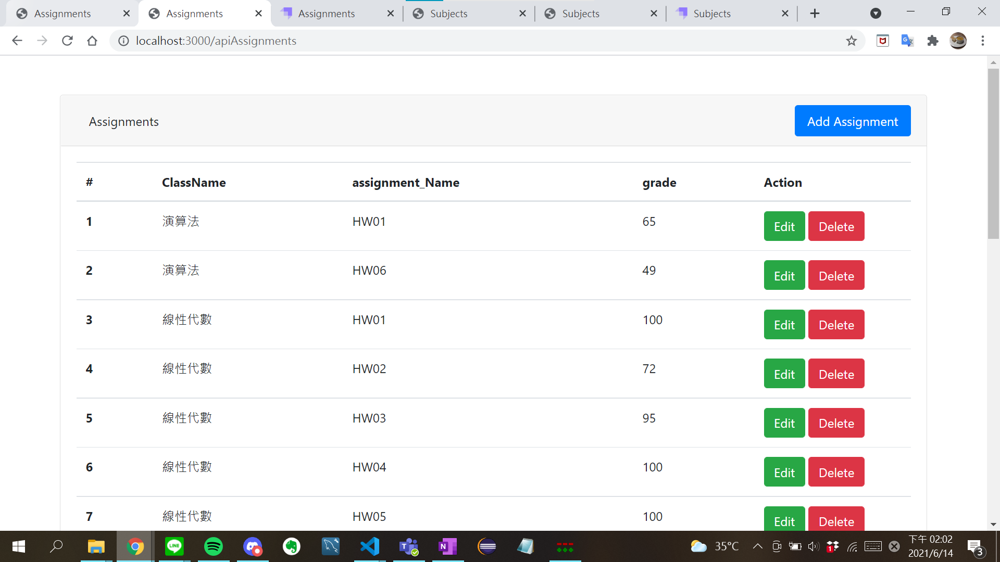 Assignments
Assignments
Assignments
Subjects
Subjects
Subjects
localhost:3000/apiAssignments
Assignments
Add Assignment
# ClassName assignment_Name grade Action
1 演算法 HW01 65 Edit Delete
2 演算法 HW06 49 Edit Delete
3 線性代數 HW01 100 Edit Delete
4 線性代數 HW02 72 Edit Delete
5 線性代數 HW03 95 Edit Delete
6 線性代數 HW04 100 Edit Delete
7 線性代數 HW05 100 Edit Delete
LINE
T
N
35°C
1
下午 02:02
2021/6/14
3